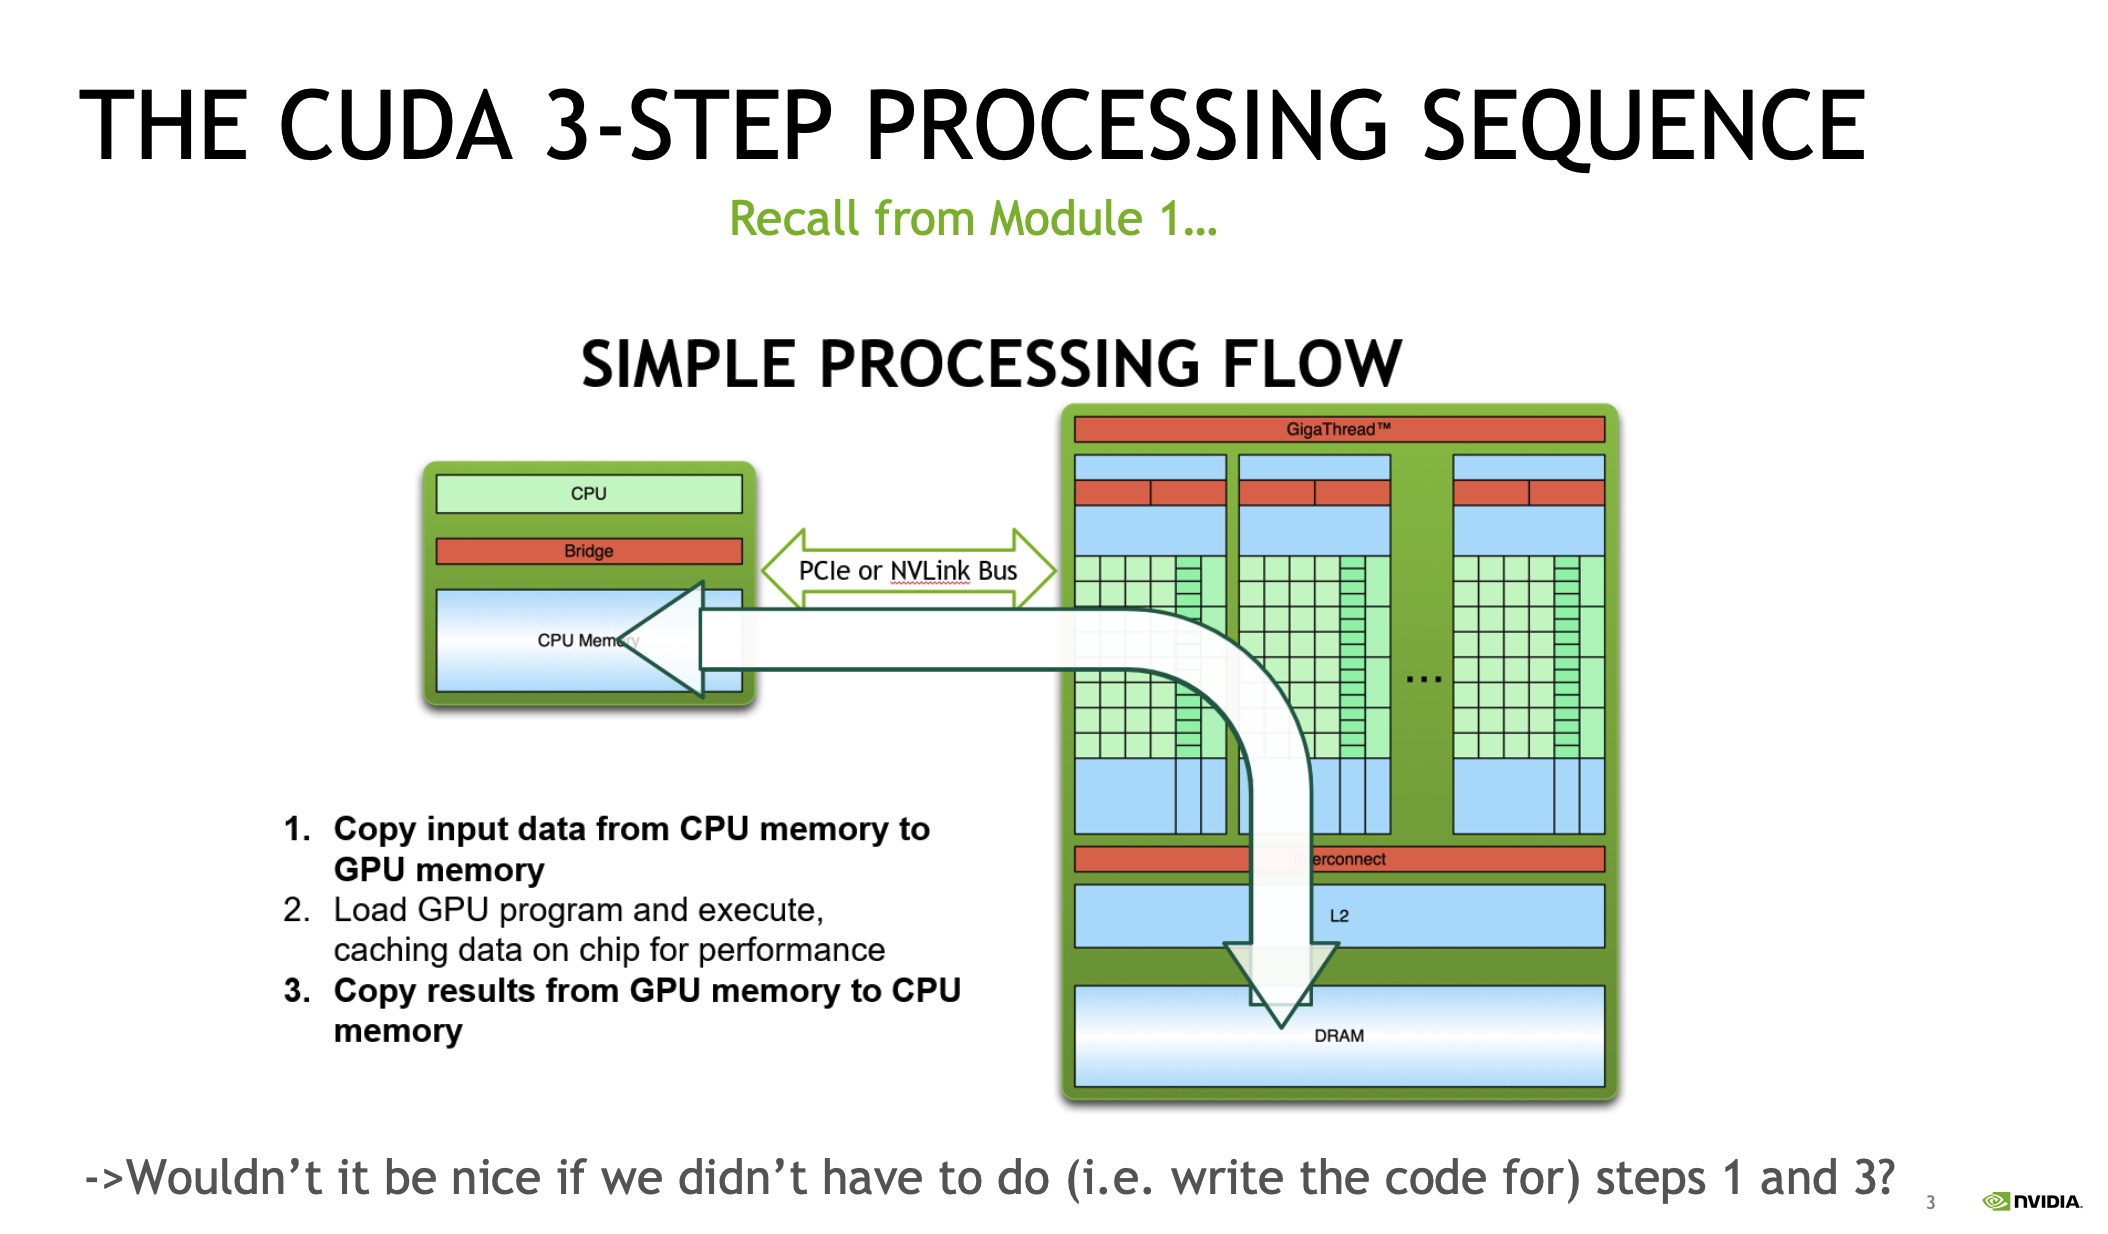 THE CUDA 3-STEP PROCESSING SEQUENCE
Recall from Module 1...
SIMPLE PROCESSING FLOW
GigaThread™
CPU
Bridge
PCIe or NVLink Bus
CPU Memory
...
1. Copy input data from CPU memory to
GPU memory
2. Load GPU program and execute,
caching data on chip for performance
3. Copy results from GPU memory to CPU
memory
Interconnect
L2
DRAM
->Wouldn't it be nice if we didn't have to do (i.e. write the code for) steps 1 and 3?
3
NVIDIA.